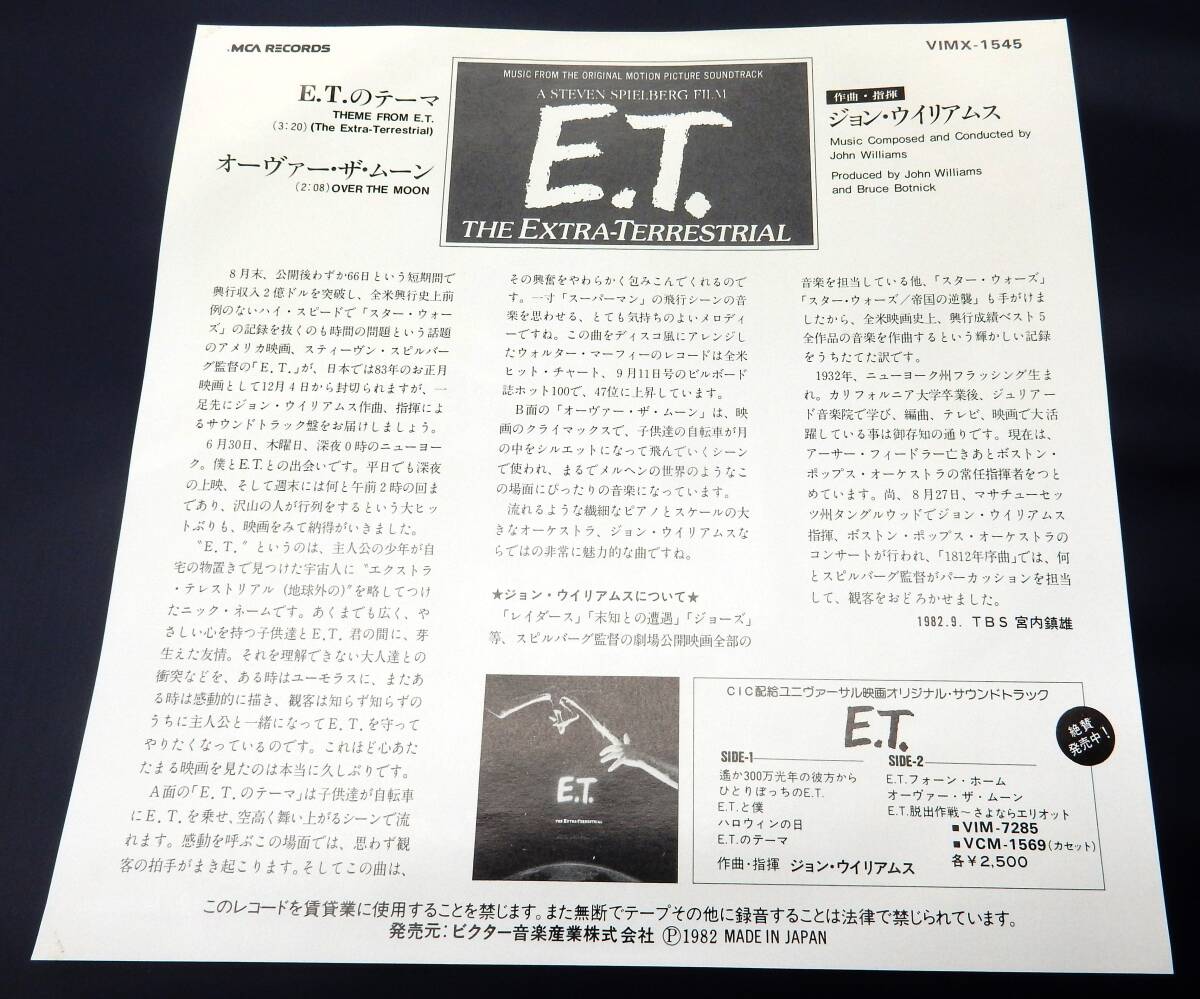 MCA RECORDS
VIMX-1545
E.T.のテーマ
THEME FROM E.T.
(3:20) (The Extra-Terrestrial)
オーヴァー・ザ・ムーン
(2:08) OVER THE MOON
MUSIC FROM THE ORIGINAL MOTION PICTURE SOUNDTRACK
A STEVEN SPIELBERG FILM
E.T.
THE EXTRA-TERRESTRIAL
作曲・指揮
ジョン・ウイリアムス
Music Composed and Conducted by
John Williams
Produced by John Williams
and Bruce Botnick
8月末、公開後わずか66日という短期間で
興行収入2億ドルを突破し、全米興行史上前
例のないハイ・スピードで「スター・ウォー
ズ」の記録を抜くのも時間の問題という話題
のアメリカ映画、スティーヴン・スピルバー
グ監督の「E.T.」が、日本では83年のお正月
映画として12月4日から封切られますが、一
足先にジョン・ウイリアムス作曲、指揮によ
るサウンドトラック盤をお届けしましょう。
6月30日、木曜日、深夜0時のニューヨー
ク。僕とE.T.との出会いです。平日でも深夜
の上映、そして週末には何と午前2時の回ま
であり、沢山の人が行列をするという大ヒッ
トぶりも、映画をみて納得がいきました。
〝E.T.〟というのは、主人公の少年が自
宅の物置きで見つけた宇宙人に〝エクストラ
・テレストリアル(地球外の)〟を略してつけ
たニック・ネームです。あくまでも広く、や
さしい心を持つ子供達とE.T.君の間に、芽
生えた友情。それを理解できない大人達との
衝突などを、ある時はユーモラスに、またあ
る時は感動的に描き、観客は知らず知らずの
うちに主人公と一緒になってE.T.を守って
やりたくなっているのです。これほど心あた
たまる映画を見たのは本当に久しぶりです。
A面の「E.T.のテーマ」は子供達が自転車
にE.T.を乗せ、空高く舞い上がるシーンで流
れます。感動を呼ぶこの場面では、思わず観
客の拍手がまき起こります。そしてこの曲は、
その興奮をやわらかく包みこんでくれるので
す。一寸「スーパーマン」の飛行シーンの音
楽を思わせる、とても気持ちのよいメロディ
ーですね。この曲をディスコ風にアレンジし
たウォルター・マーフィーのレコードは全米
ヒット・チャート、9月11日号のビルボード
誌ホット100で、47位に上昇しています。
B面の「オーヴァー・ザ・ムーン」は、映
画のクライマックスで、子供達の自転車が月
の中をシルエットになって飛んでいくシーン
で使われ、まるでメルヘンの世界のようなこ
の場面にぴったりの音楽になっています。
流れるような繊細なピアノとスケールの大
きなオーケストラ、ジョン・ウイリアムスな
らではの非常に魅力的な曲ですね。
★ジョン・ウイリアムスについて★
「レイダース」「未知との遭遇」「ジョーズ」
等、スピルバーグ監督の劇場公開映画全部の
音楽を担当している他、「スター・ウォーズ」
「スター・ウォーズ/帝国の逆襲」も手がけま
したから、全米映画史上、興行成績ベスト5
全作品の音楽を作曲するという輝かしい記録
をうちたてた訳です。
1932年、ニューヨーク州フラッシング生ま
れ。カリフォルニア大学卒業後、ジュリアー
ド音楽院で学び、編曲、テレビ、映画で大活
躍している事は御存知の通りです。現在は、
アーサー・フィードラー亡きあとボストン・
ポップス・オーケストラの常任指揮者をつと
めています。尚、8月27日、マサチューセッ
ツ州タングルウッドでジョン・ウイリアムス
指揮、ボストン・ポップス・オーケストラの
コンサートが行われ、「1812年序曲」では、何
とスピルバーグ監督がパーカッションを担当
して、観客をおどろかせました。
1982.9. TBS 宮内鎮雄
E.T.
THE EXTRA-TERRESTRIAL
CIC配給ユニヴァーサル映画オリジナル・サウンドトラック
E.T.
絶賛
発売中!
SIDE-1
遙か300万光年の彼方から
ひとりぼっちのE.T.
E.T.と僕
ハロウィンの日
E.T.のテーマ
SIDE-2
E.T.フォーン・ホーム
オーヴァー・ザ・ムーン
E.T.脱出作戦~さよならエリオット
■VIM-7285
■VCM-1569(カセット)
各¥2,500
作曲・指揮 ジョン・ウイリアムス
このレコードを賃貸業に使用することを禁じます。また無断でテープその他に録音することは法律で禁じられています。
発売元:ビクター音楽産業株式会社 Ⓟ1982 MADE IN JAPAN